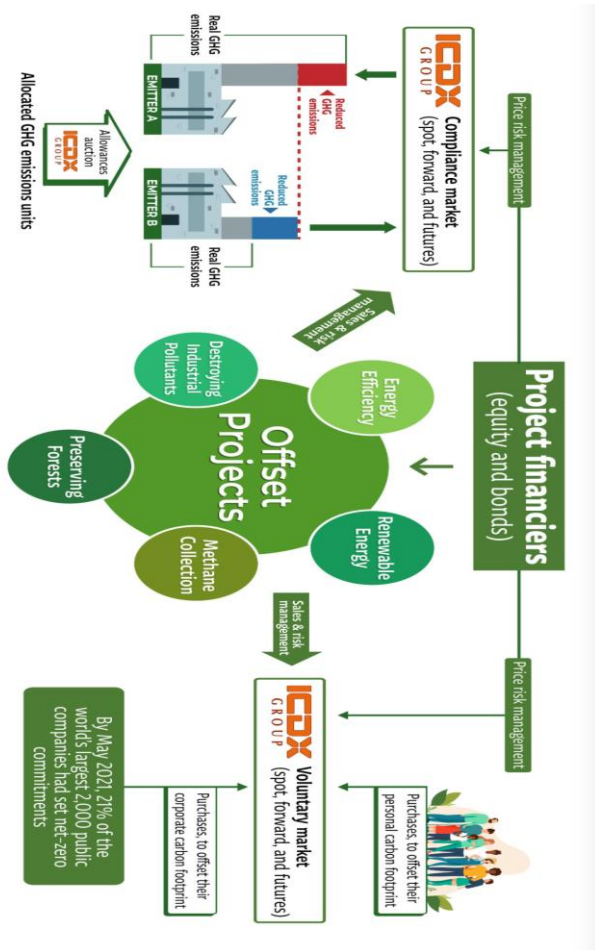 Project financiers
(equity and bonds)
Price risk management
Price risk management
ICDX
GROUP
Compliance market
(spot, forward, and futures)
Real GHG
emissions
Reduced
GHG
emissions
EMITTER A
Reduced
GHG
emissions
EMITTER B
Real GHG
emissions
Allowances
auction
ICDX
GROUP
Allocated GHG emissions units
Sales & risk
management
Offset
Projects
Energy
Efficiency
Renewable
Energy
Destroying
Industrial
Pollutants
Methane
Collection
Preserving
Forests
Sales & risk
management
ICDX
GROUP
Voluntary market
(spot, forward, and futures)
Purchases, to offset their
personal carbon footprint
Purchases, to offset their
corporate carbon footprint
By May 2021, 21% of the
world's largest 2,000 public
companies had set net-zero
commitments